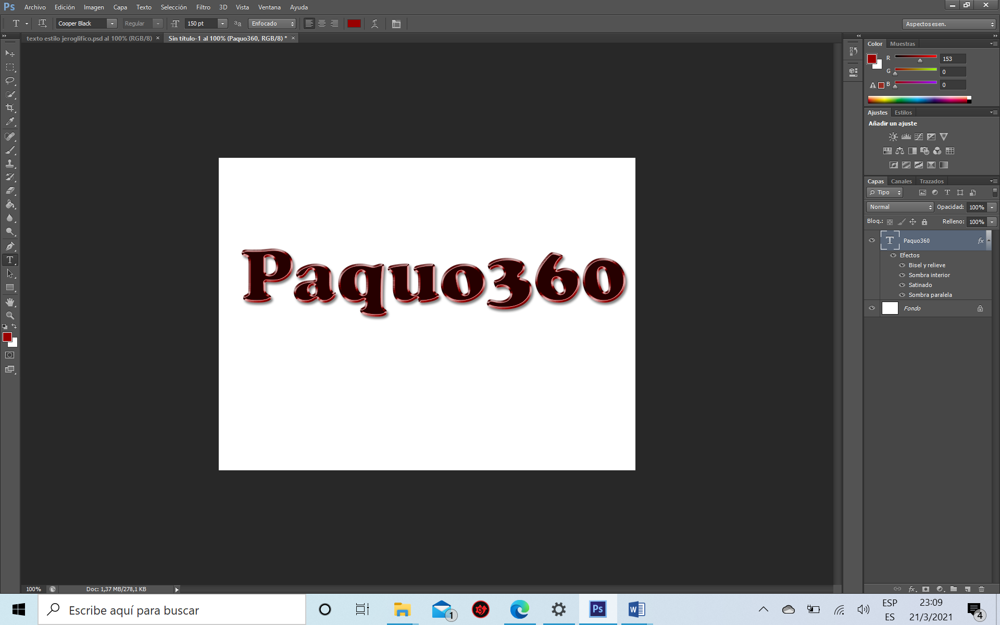 Ps Archivo Edición Imagen Capa Texto Selección Filtro 3D Vista Ventana Ayuda
T Cooper Black Regular 150 pt Enfocado Aspectos esen.
texto estilo jeroglifico.psd al 100% (RGB/8) × Sin título-1 al 100% (Paquo360, RGB/8) * ×
Color Muestras
R 153
G 0
B 0
Ajustes Estilos
Añadir un ajuste
Capas Canales Trazados
Tipo
Normal Opacidad: 100%
Bloq.: Relleno: 100%
Paquo360 fx
Efectos
Bisel y relieve
Sombra interior
Satinado
Sombra paralela
Fondo
Paquo360
100% Doc: 1,37 MB/278,1 KB
Escribe aquí para buscar
1
Ps
W
ESP
ES
23:09
21/3/2021
4